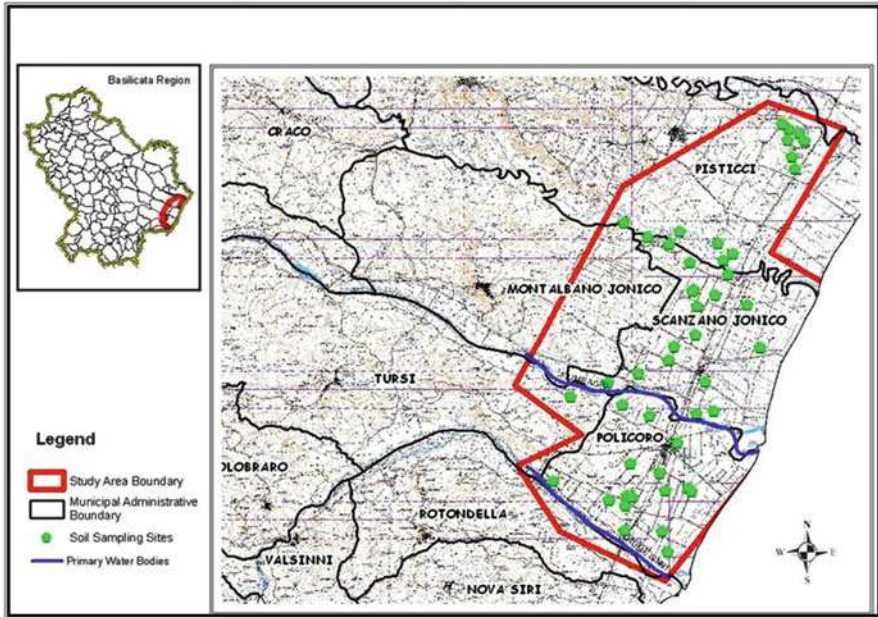 Basilicata Region
CRACO
PISTICCI
MONTALBANO JONICO
SCANZANO JONICO
TURSI
POLICORO
OLOBRARO
ROTONDELLA
VALSINNI
NOVA SIRI
Legend
Study Area Boundary
Municipal Administrative
Boundary
Soil Sampling Sites
Primary Water Bodies
N
W
E
S